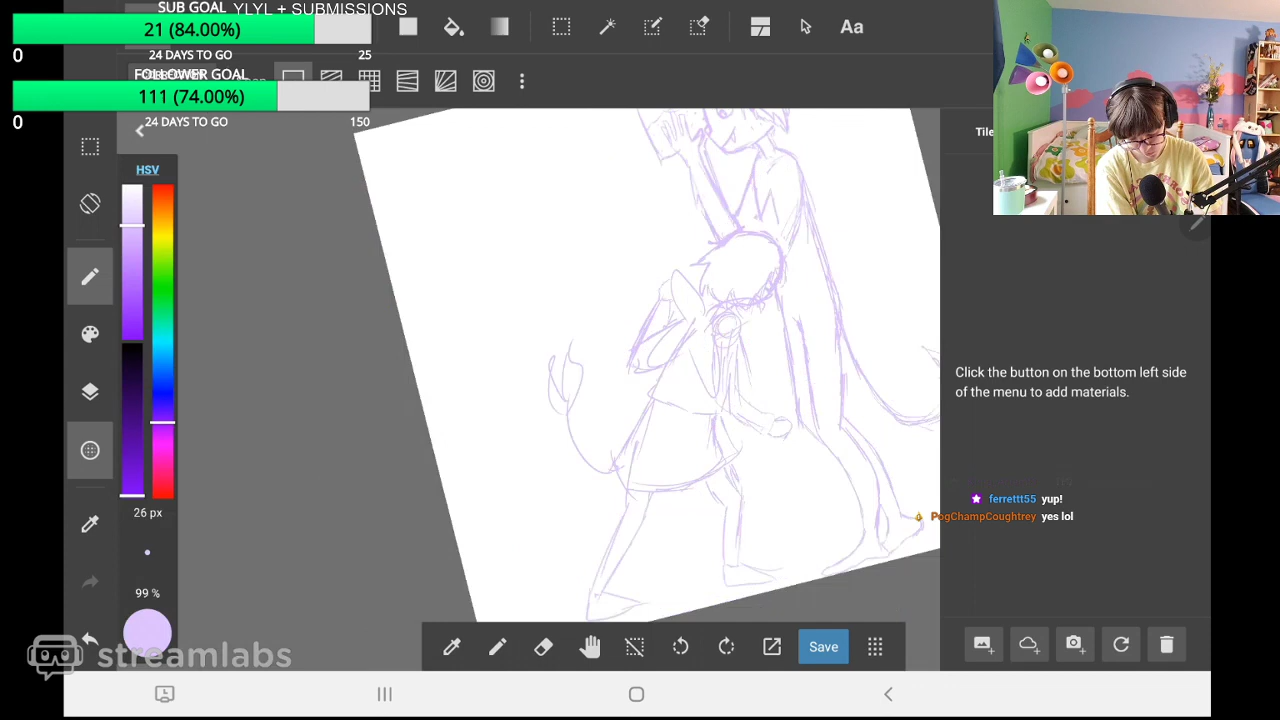 SUB GOAL YLYL + SUBMISSIONS
21 (84.00%)
0 24 DAYS TO GO 25
FOLLOWER GOAL
111 (74.00%)
0 24 DAYS TO GO 150
Aa
HSV
Tile
26 px
99 %
Click the button on the bottom left side
of the menu to add materials.
ferrettt55 yup!
PogChampCoughtrey yes lol
Save
streamlabs